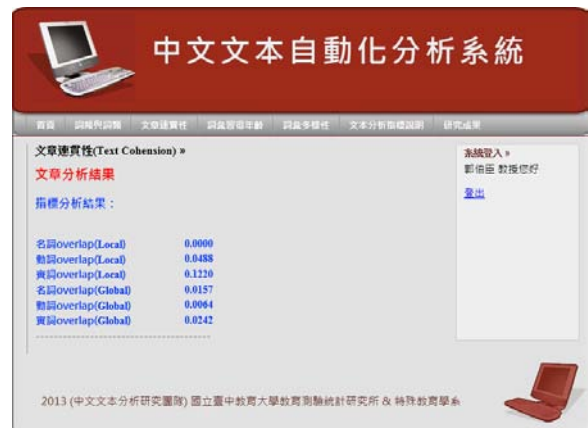 中文文本自動化分析系統
首頁 詞頻與詞類 文章連貫性 詞彙習得年齡 詞彙多樣性 文本分析指標說明 研究成果
文章連貫性(Text Cohension) »
文章分析結果
指標分析結果：
名詞overlap(Local) 0.0000
動詞overlap(Local) 0.0488
實詞overlap(Local) 0.1220
名詞overlap(Global) 0.0157
動詞overlap(Global) 0.0064
實詞overlap(Global) 0.0242
系統登入 »
郭伯臣 教授您好
登出
2013 (中文文本分析研究團隊) 國立臺中教育大學教育測驗統計研究所 & 特殊教育學系